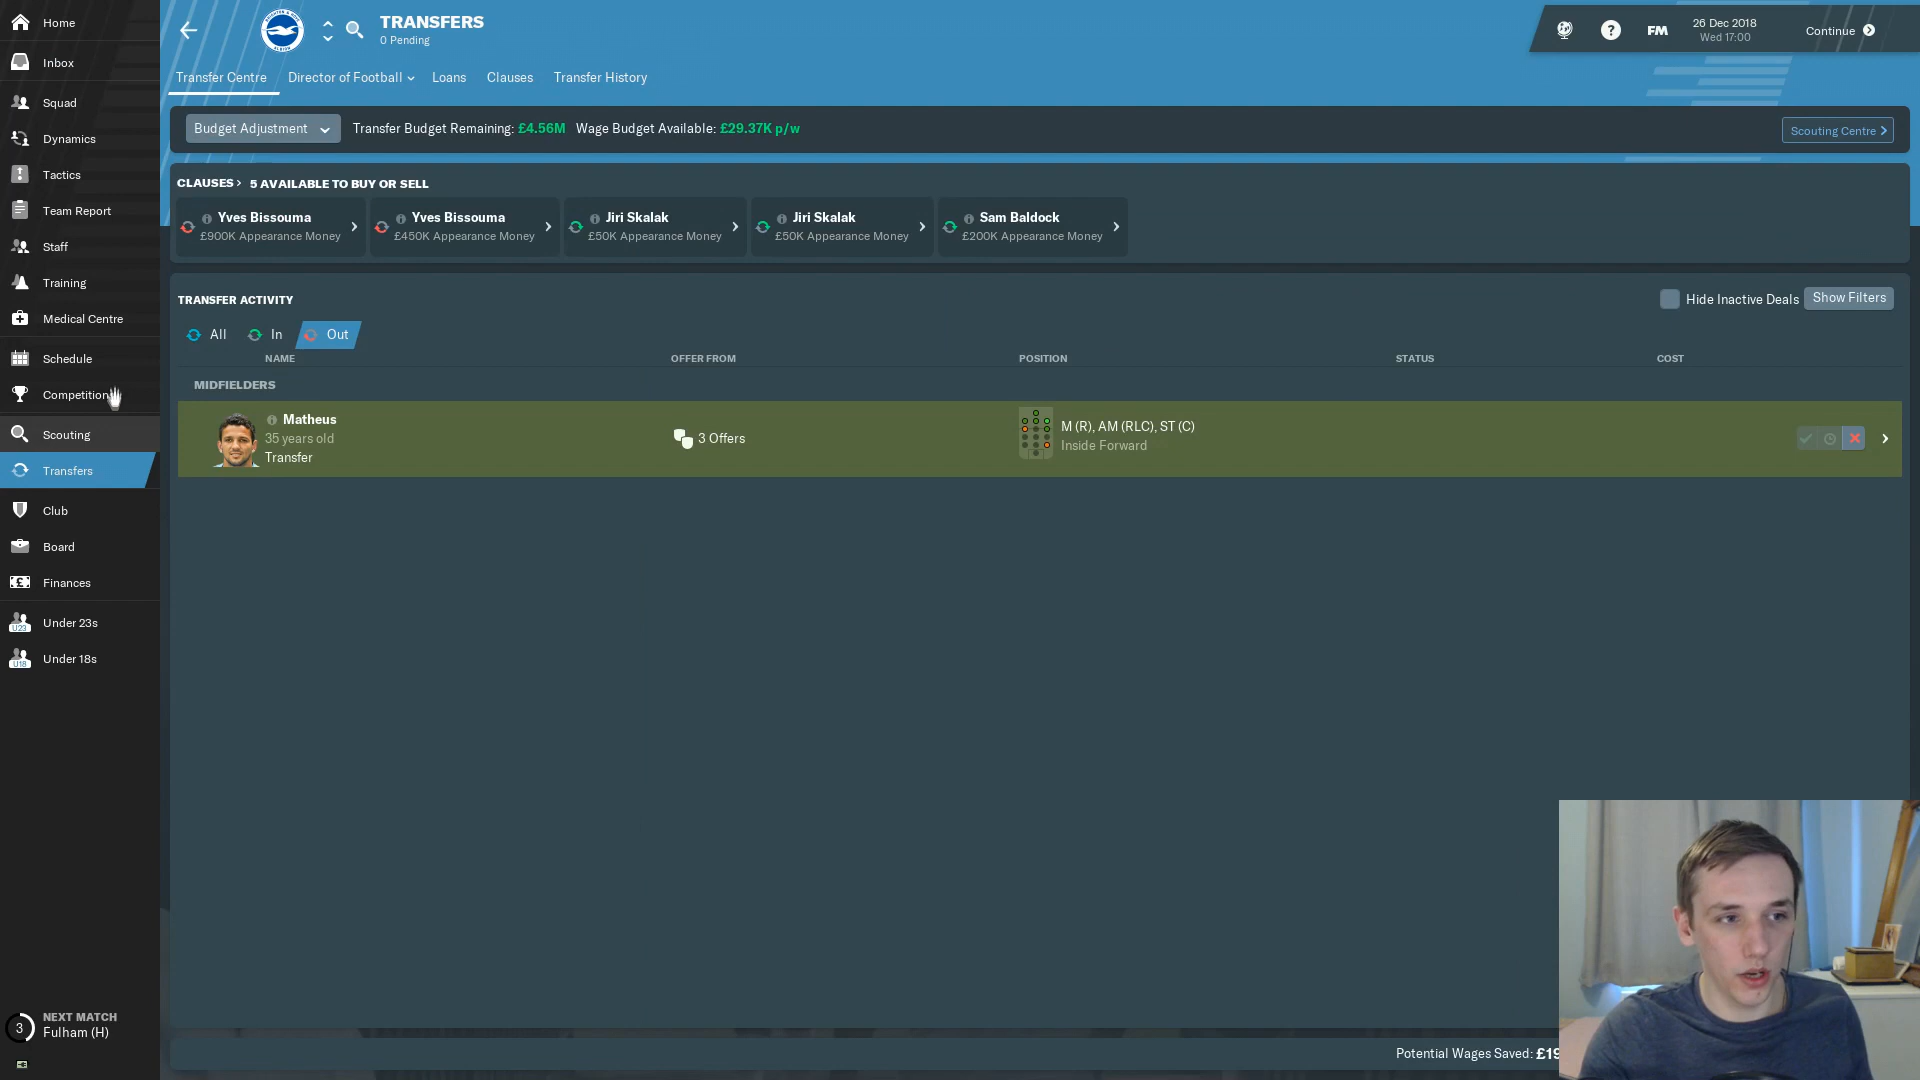 Home
Inbox
Squad
Dynamics
Tactics
Team Report
Staff
Training
Medical Centre
Schedule
Competition
Scouting
Transfers
Club
Board
Finances
Under 23s
Under 18s
NEXT MATCH
3
Fulham (H)
TRANSFERS
0 Pending
FM
26 Dec 2018
Wed 17:00
Continue
Transfer Centre Director of Football Loans Clauses Transfer History
Budget Adjustment Transfer Budget Remaining: £4.56M Wage Budget Available: £29.37K p/w Scouting Centre
CLAUSES > 5 AVAILABLE TO BUY OR SELL
Yves Bissouma
£900K Appearance Money
Yves Bissouma
£450K Appearance Money
Jiri Skalak
£50K Appearance Money
Jiri Skalak
£50K Appearance Money
Sam Baldock
£200K Appearance Money
TRANSFER ACTIVITY
Hide Inactive Deals Show Filters
All In Out
NAME OFFER FROM POSITION STATUS COST
MIDFIELDERS
Matheus
35 years old
Transfer
3 Offers
M (R), AM (RLC), ST (C)
Inside Forward
Potential Wages Saved: £19